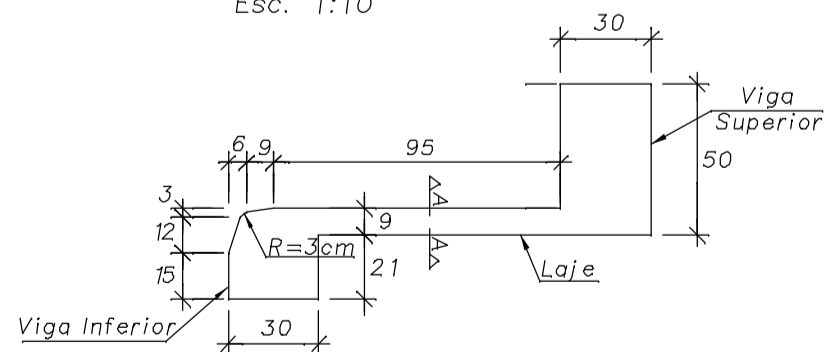 Esc. 1:10
30
Viga
Superior
6 9 95
50
3
12
15
A
9
R=3cm
A
21
Laje
Viga Inferior
30